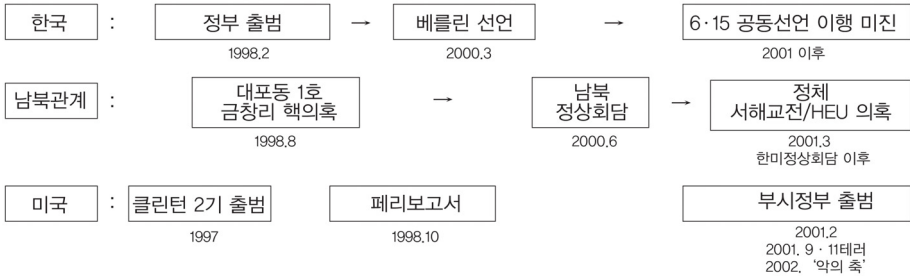 한국 : 정부 출범 → 베를린 선언 → 6·15 공동선언 이행 미진
1998.2 2000.3 2001 이후
남북관계 : 대포동 1호 금창리 핵의혹 → 남북 정상회담 → 정체 서해교전/HEU 의혹
1998.8 2000.6 2001.3
한미정상회담 이후
미국 : 클린턴 2기 출범 페리보고서 부시정부 출범
1997 1998.10 2001.2
2001. 9·11테러
2002. ‘악의 축’